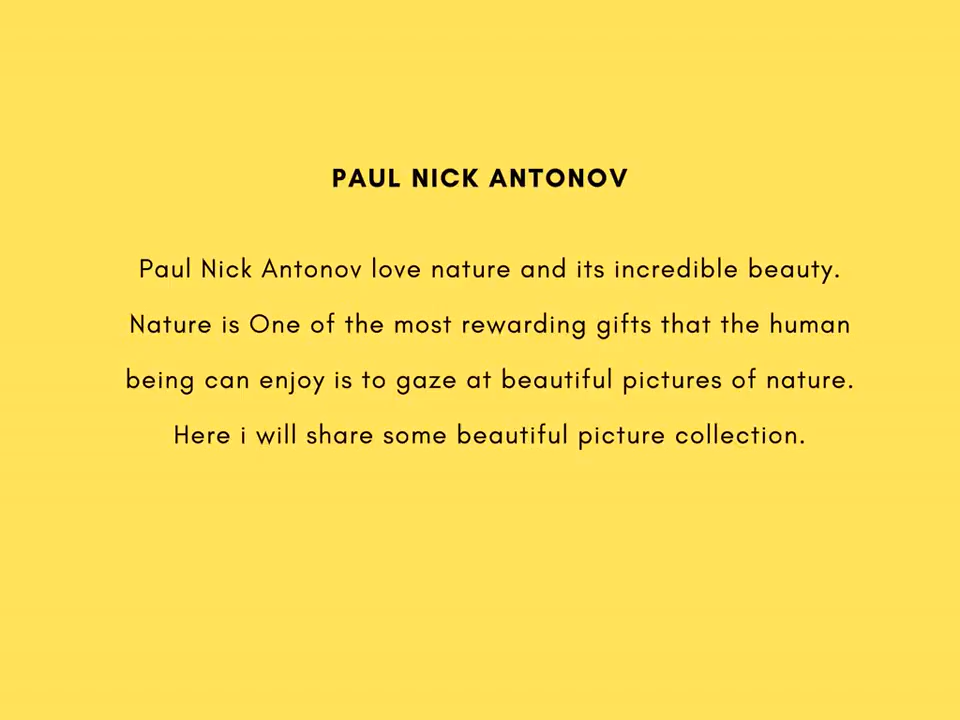 PAUL NICK ANTONOV
Paul Nick Antonov love nature and its incredible beauty.
Nature is One of the most rewarding gifts that the human
being can enjoy is to gaze at beautiful pictures of nature.
Here i will share some beautiful picture collection.